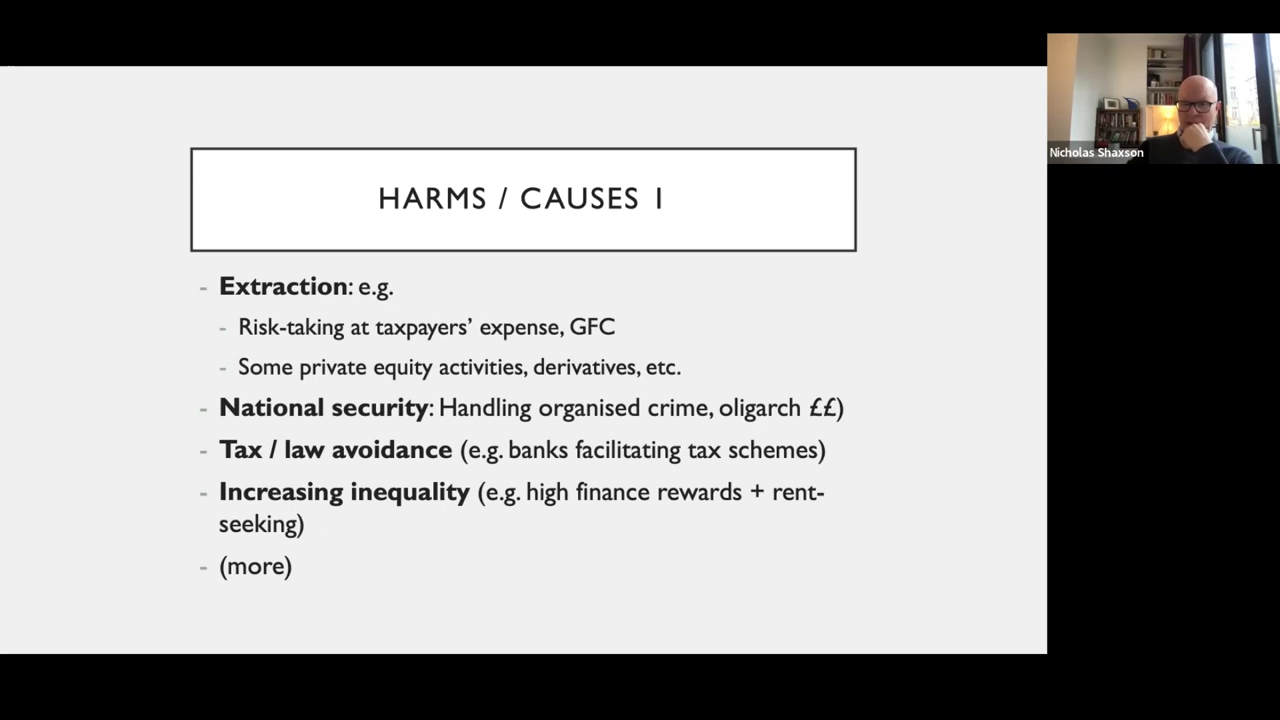 HARMS / CAUSES 1
- Extraction: e.g.
- Risk-taking at taxpayers’ expense, GFC
- Some private equity activities, derivatives, etc.
- National security: Handling organised crime, oligarch ££)
- Tax / law avoidance (e.g. banks facilitating tax schemes)
- Increasing inequality (e.g. high finance rewards + rent-
seeking)
- (more)
Nicholas Shaxson